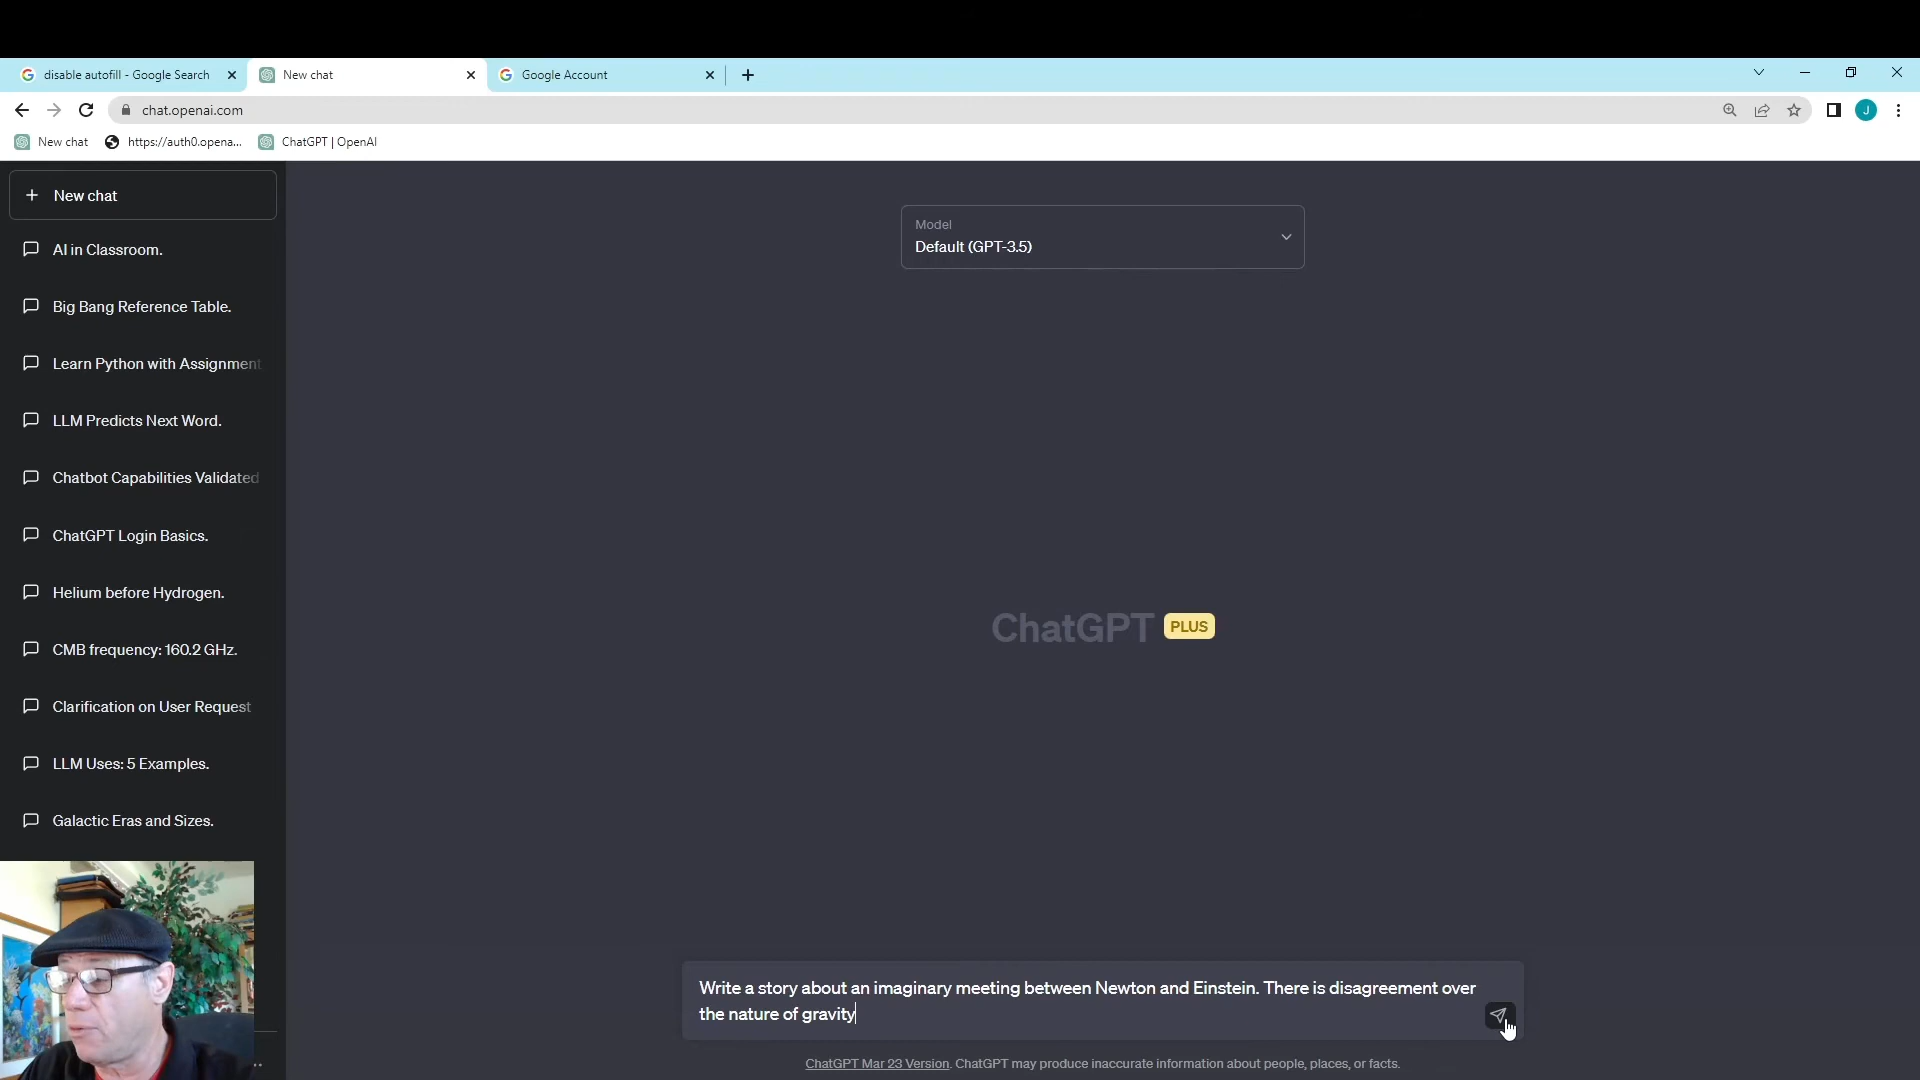 disable autofill - Google Search
New chat
Google Account
chat.openai.com
J
New chat
https://auth0.opena...
ChatGPT | OpenAI
New chat
AI in Classroom.
Big Bang Reference Table.
Learn Python with Assignment
LLM Predicts Next Word.
Chatbot Capabilities Validated
ChatGPT Login Basics.
Helium before Hydrogen.
CMB frequency: 160.2 GHz.
Clarification on User Request
LLM Uses: 5 Examples.
Galactic Eras and Sizes.
Model
Default (GPT-3.5)
ChatGPT PLUS
Write a story about an imaginary meeting between Newton and Einstein. There is disagreement over
the nature of gravity
ChatGPT Mar 23 Version. ChatGPT may produce inaccurate information about people, places, or facts.